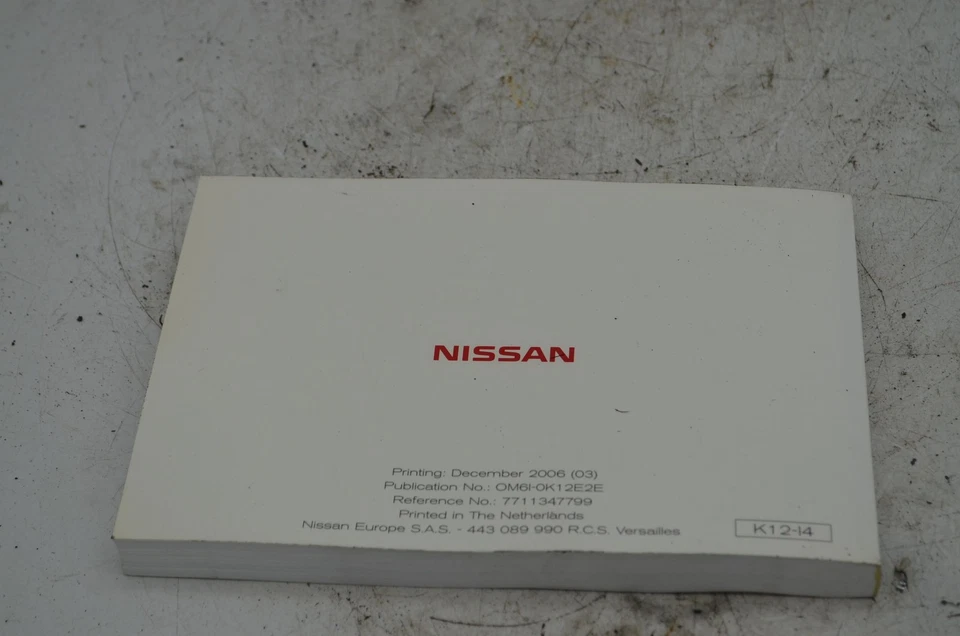 NISSAN
Printing: December 2006 (03)
Publication No.: OM6I-0K12E2E
Reference No.: 7711347799
Printed in The Netherlands
Nissan Europe S.A.S. - 443 089 990 R.C.S. Versailles
K12-I4